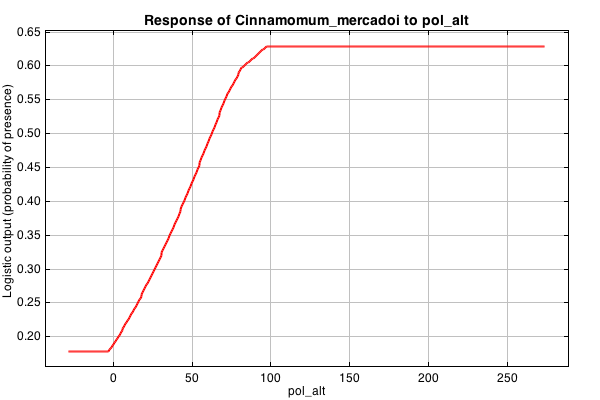 Response of Cinnamomum_mercadoi to pol_alt
Logistic output (probability of presence)
0.65
0.60
0.55
0.50
0.45
0.40
0.35
0.30
0.25
0.20
0 50 100 150 200 250
pol_alt